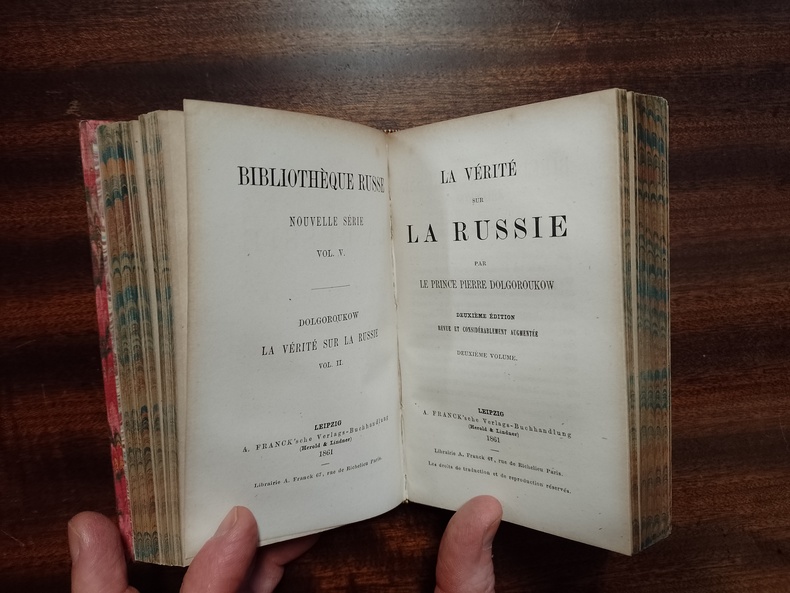 BIBLIOTHÈQUE RUSSE
NOUVELLE SÉRIE
VOL. V.
DOLGOROUKOW
LA VÉRITÉ SUR LA RUSSIE
VOL. II.
LEIPZIG
A. FRANCK'sche Verlags-Buchhandlung
(Herold & Lindner)
1861
Librairie A. Franck 67, rue de Richelieu Paris.
LA VÉRITÉ
SUR
LA RUSSIE
PAR
LE PRINCE PIERRE DOLGOROUKOW
DEUXIÈME ÉDITION
REVUE ET CONSIDÉRABLEMENT AUGMENTÉE
DEUXIÈME VOLUME.
LEIPZIG
A. FRANCK'sche Verlags-Buchhandlung
(Herold & Lindner)
1861
Librairie A. Franck 67, rue de Richelieu Paris.
Les droits de traduction et de reproduction réservés.